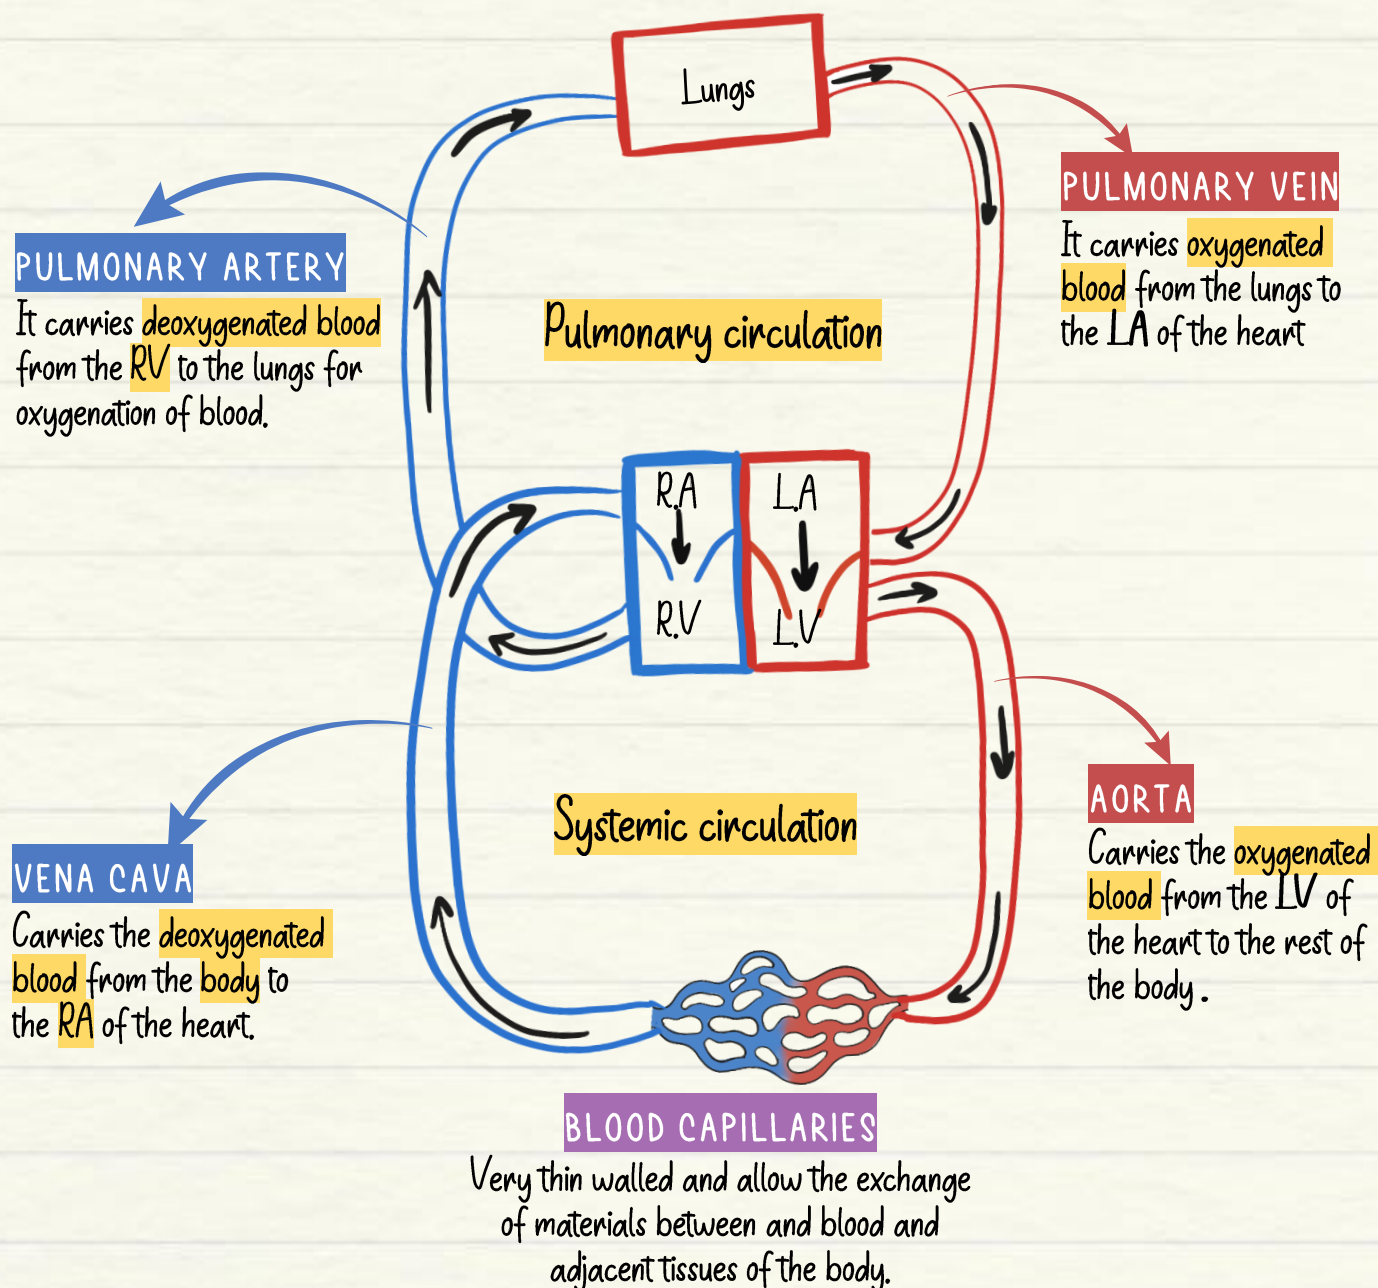 Lungs
PULMONARY VEIN
It carries oxygenated
blood from the lungs to
the LA of the heart
PULMONARY ARTERY
It carries deoxygenated blood
from the RV to the lungs for
oxygenation of blood.
Pulmonary circulation
R.A
L.A
R.V
L.V
Systemic circulation
AORTA
Carries the oxygenated
blood from the LV of
the heart to the rest of
the body.
VENA CAVA
Carries the deoxygenated
blood from the body to
the RA of the heart.
BLOOD CAPILLARIES
Very thin walled and allow the exchange
of materials between and blood and
adjacent tissues of the body.